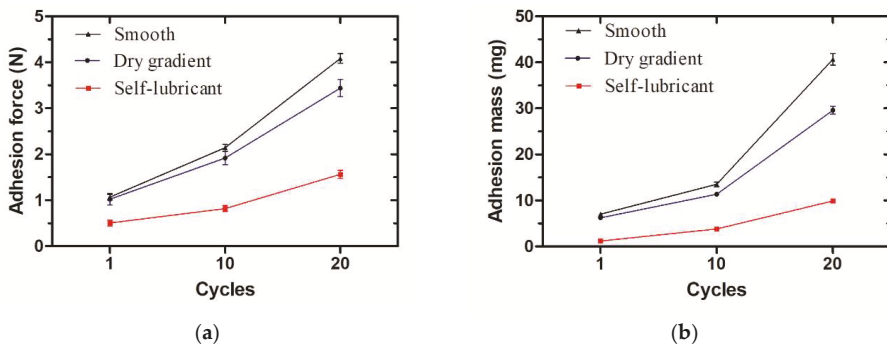 5
4
3
2
1
0
Adhesion force (N)
Smooth
Dry gradient
Self-lubricant
1 10 20
Cycles
(a)
50
40
30
20
10
0
Adhesion mass (mg)
Smooth
Dry gradient
Self-lubricant
1 10 20
Cycles
(b)